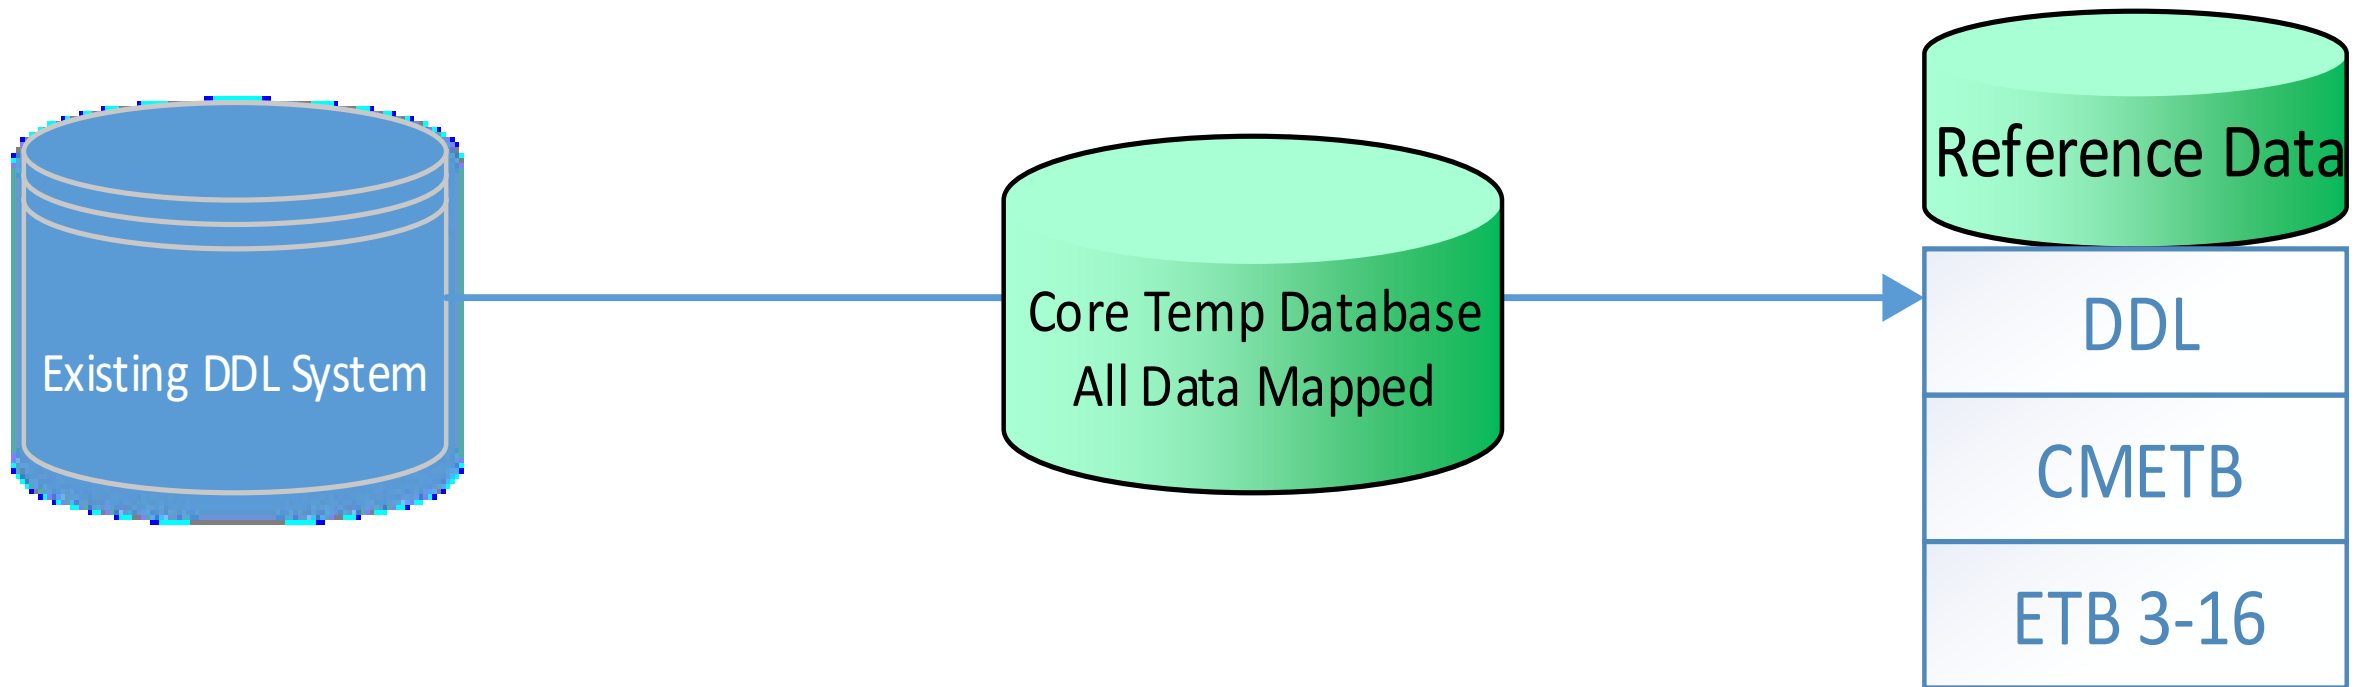 Existing DDL System
Core Temp Database
All Data Mapped
Reference Data
DDL
CMETB
ETB 3-16